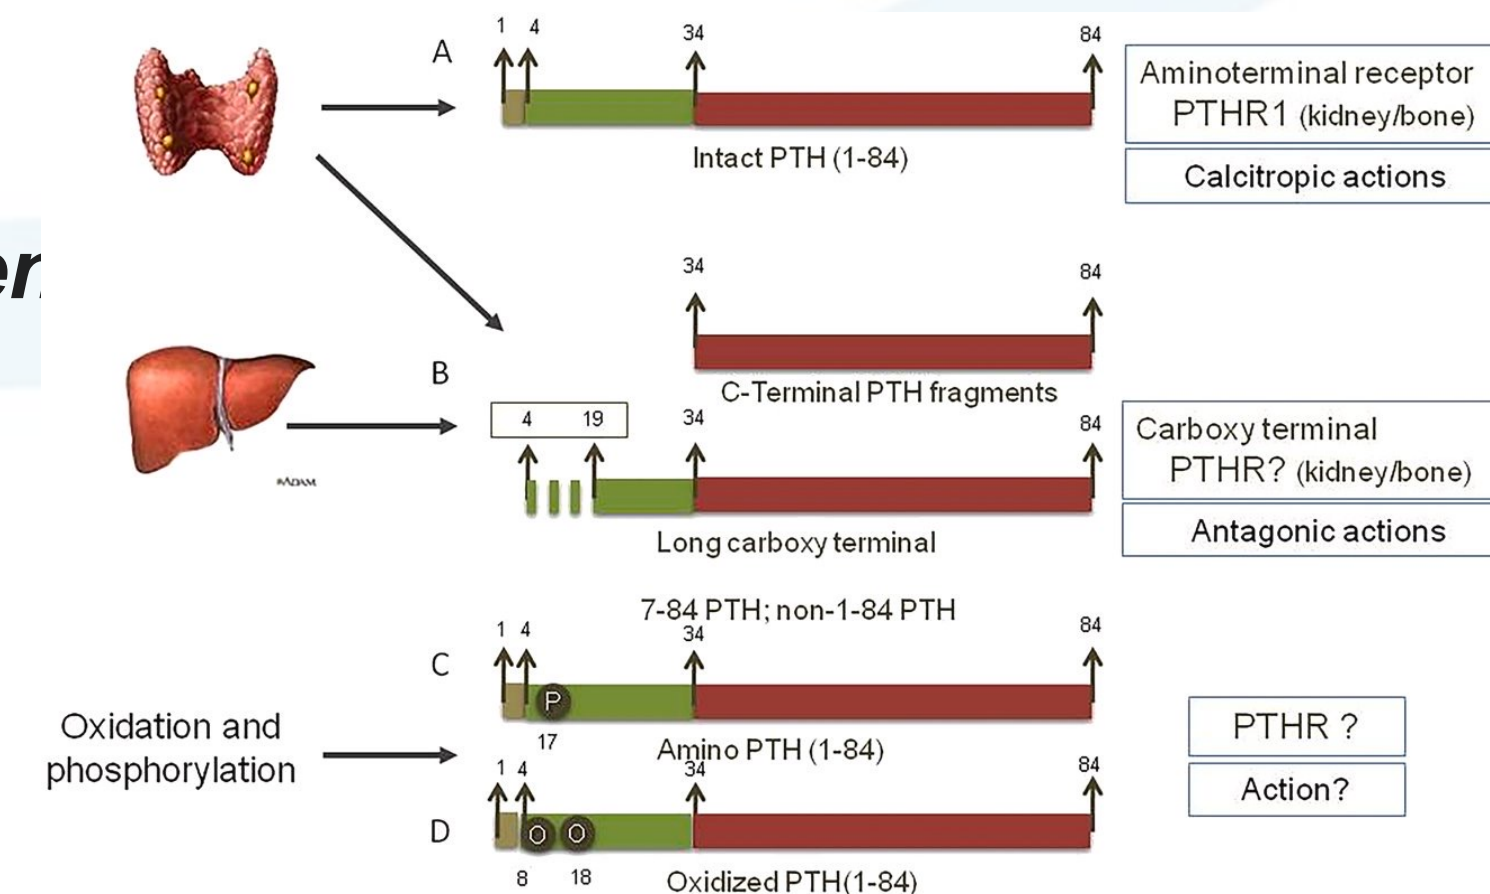 1 4 34 84
A
Aminoterminal receptor
PTHR1 (kidney/bone)
Intact PTH (1-84)
Calcitropic actions
34 84
B
C-Terminal PTH fragments
4 19 34 84
Carboxy terminal
PTHR? (kidney/bone)
Long carboxy terminal
Antagonic actions
7-84 PTH; non-1-84 PTH
1 4 34 84
C
P
17
Amino PTH (1-84)
Oxidation and
phosphorylation
PTHR ?
Action?
1 4 34 84
D
O O
8 18
Oxidized PTH(1-84)
ADAM